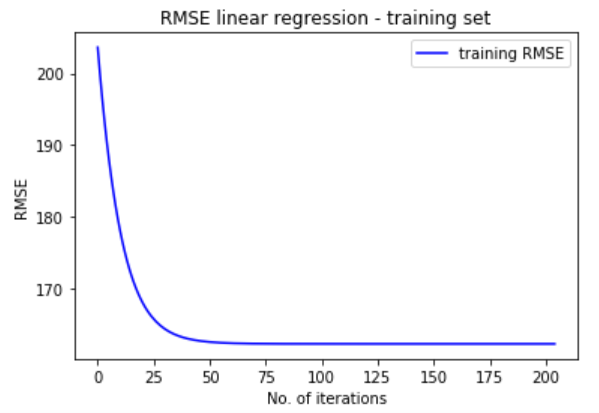 RMSE linear regression - training set
training RMSE
200
190
180
170
RMSE
0 25 50 75 100 125 150 175 200
No. of iterations